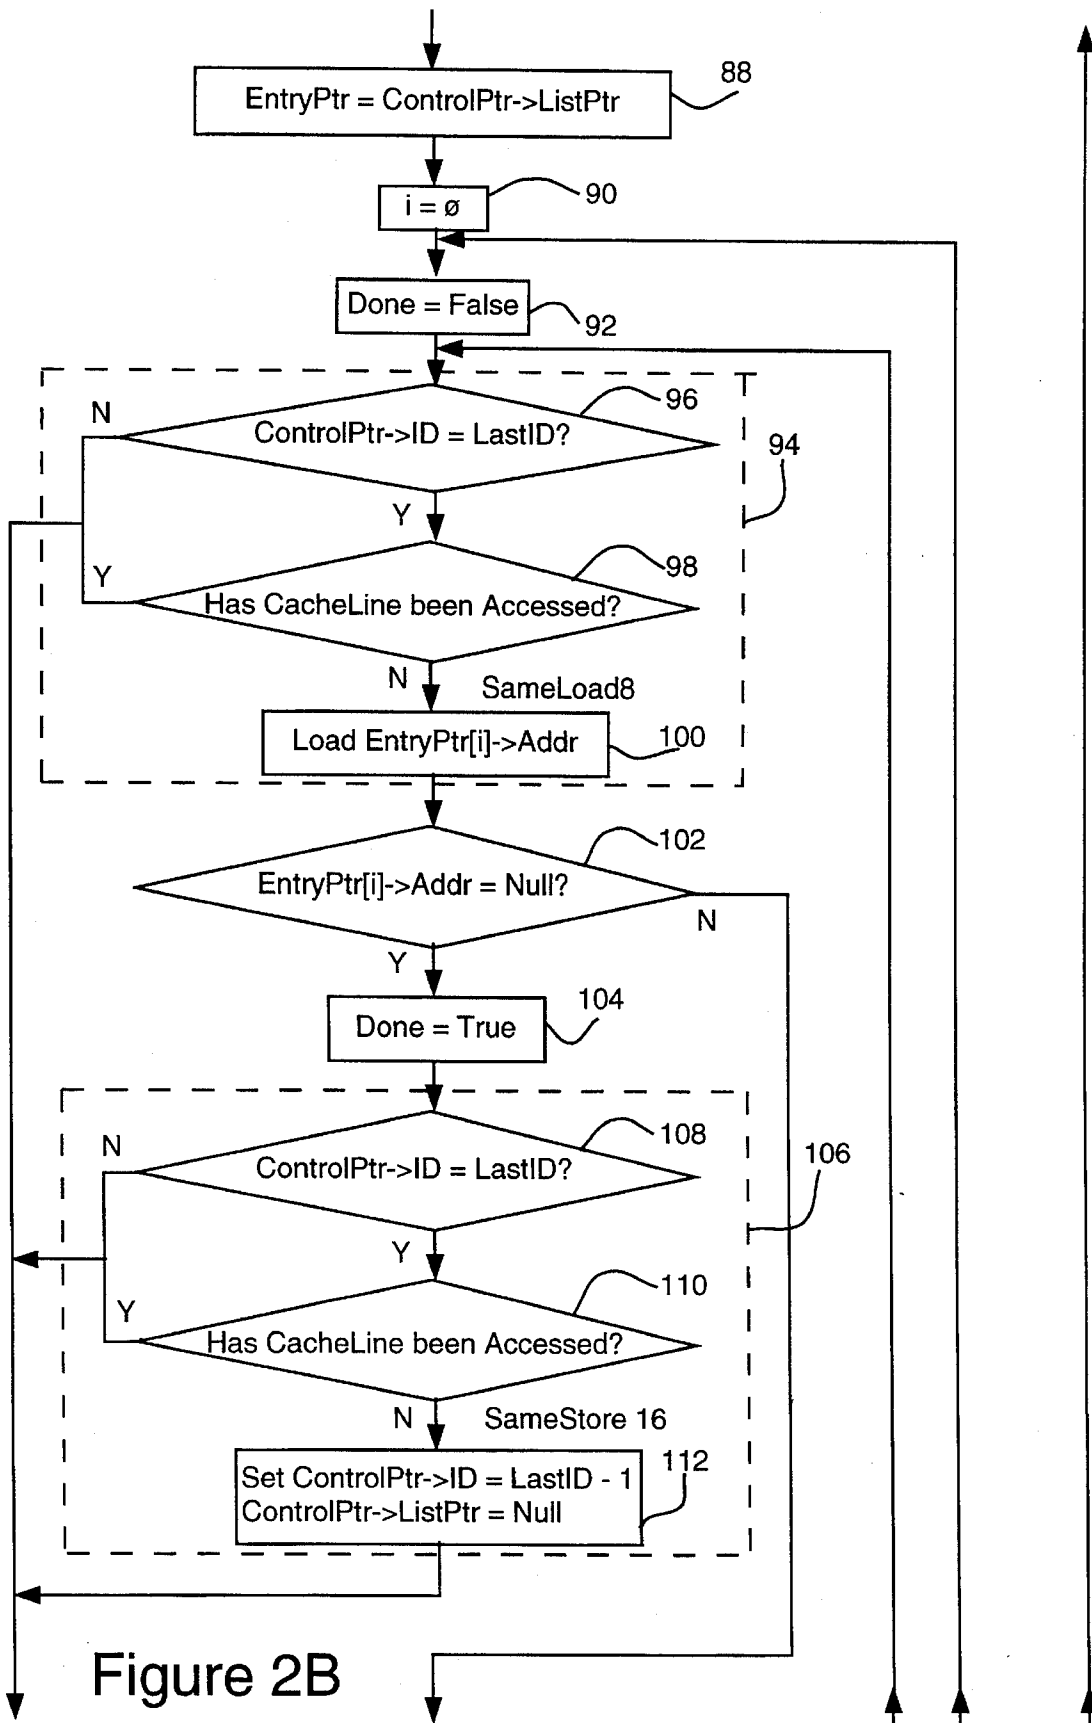 EntryPtr = ControlPtr->ListPtr
88
i = ø
90
Done = False
92
96
N
ControlPtr->ID = LastID?
94
Y
98
Y
Has CacheLine been Accessed?
N
SameLoad8
Load EntryPtr[i]->Addr
100
102
EntryPtr[i]->Addr = Null?
N
Y
104
Done = True
108
N
ControlPtr->ID = LastID?
106
Y
110
Y
Has CacheLine been Accessed?
N
SameStore 16
112
Set ControlPtr->ID = LastID - 1
ControlPtr->ListPtr = Null
Figure 2B